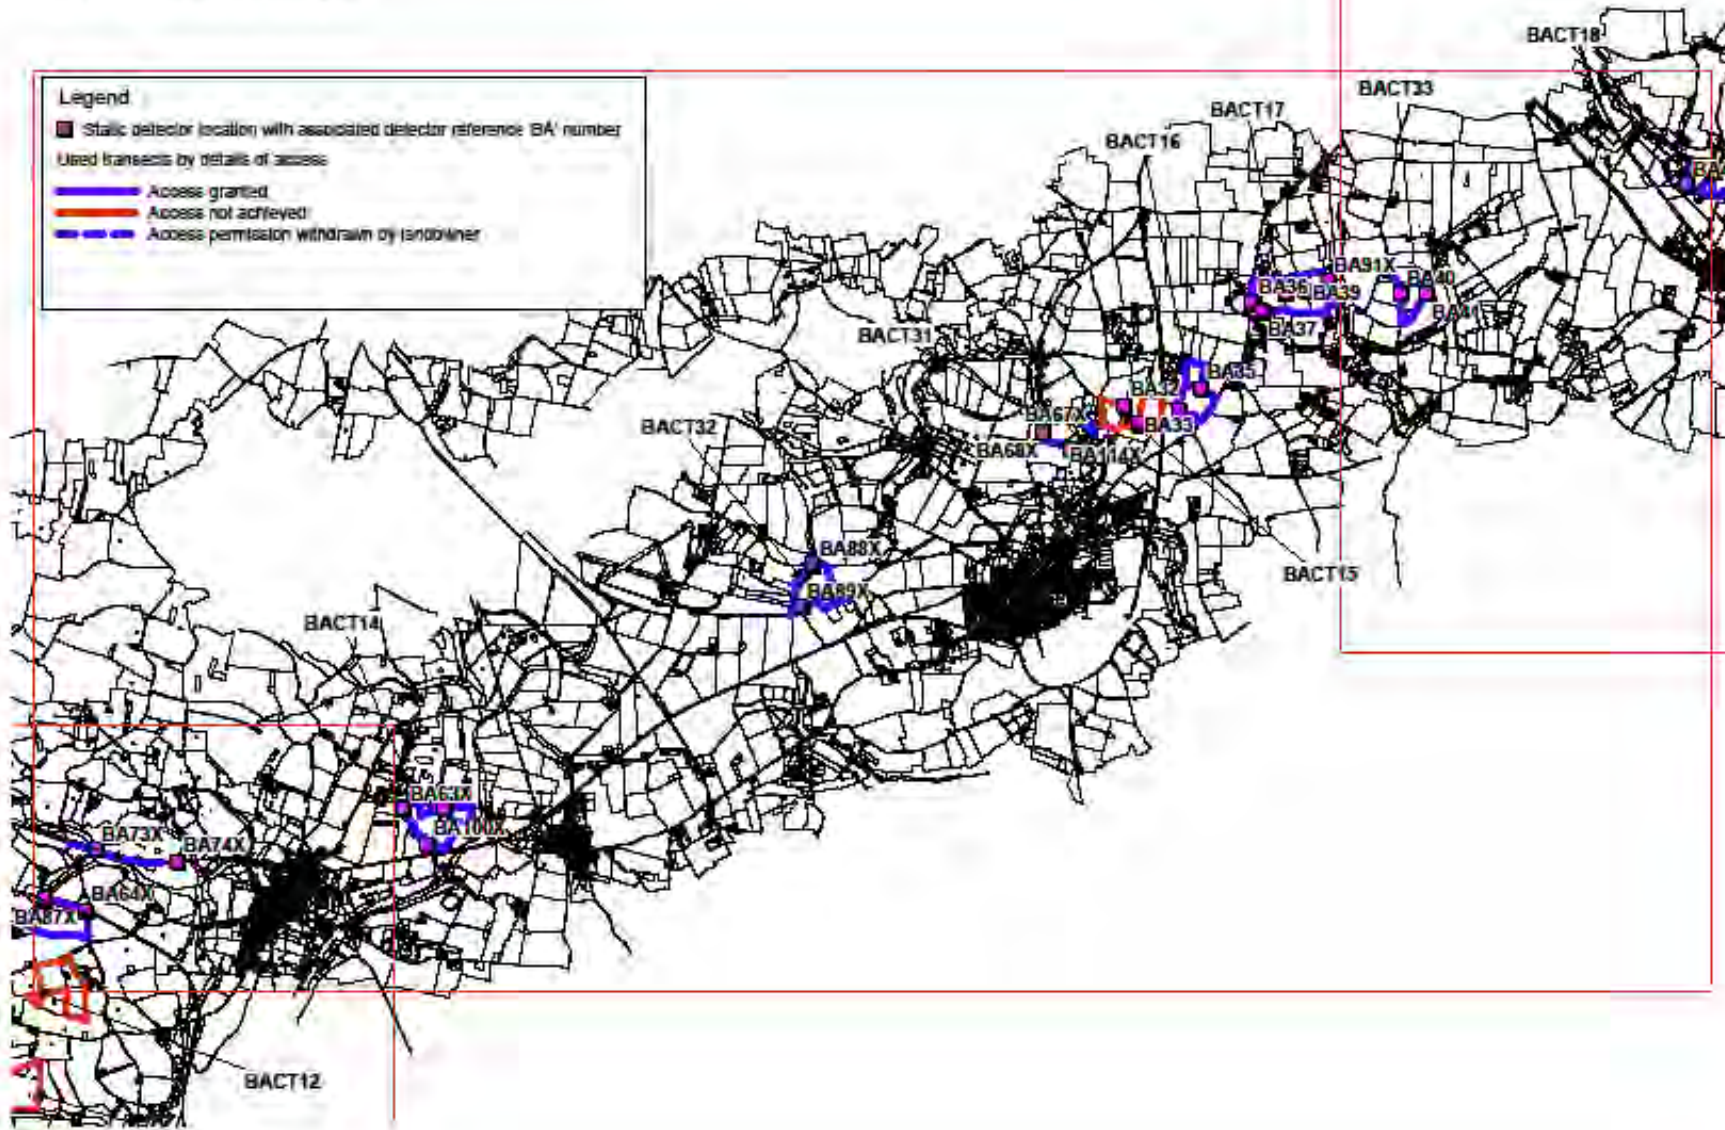 Legend
Static detector location with associated detector reference 'BA' number
Used transects by details of access
Access granted
Access not achieved
Access permission withdrawn by landowner
BACT18
BACT33
BACT17
BACT16
BA91X
BA36
BA39
BA40
BA41
BA37
BACT31
BA35
BA32
BA67X
BA33
BACT32
BA68X
BA114X
BA88X
BACT15
BA89X
BACT14
BA63X
BA100X
BA73X
BA74X
BA64X
BA87X
BACT12